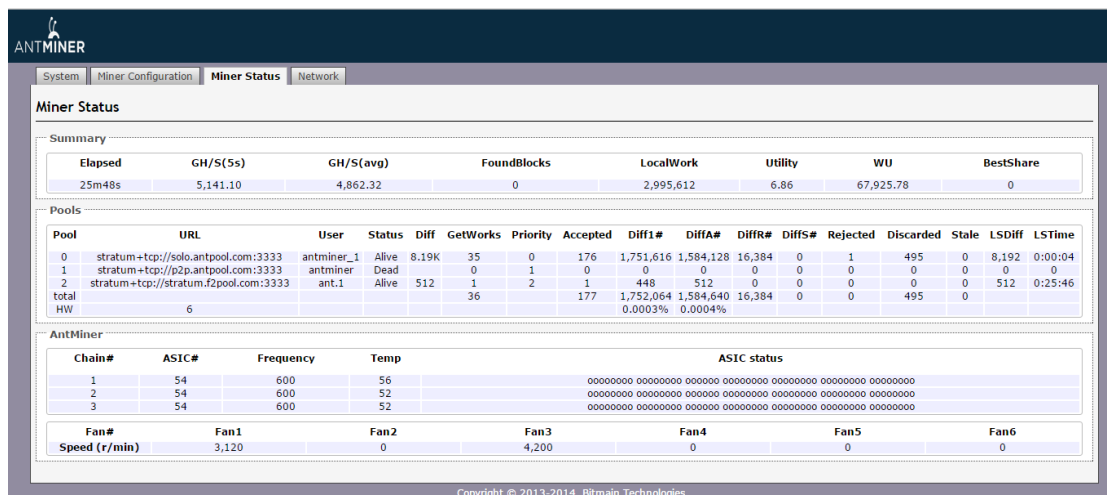 ANTMINER
System Miner Configuration Miner Status Network
Miner Status
Summary
Elapsed GH/S(5s) GH/S(avg) FoundBlocks LocalWork Utility WU BestShare
25m48s 5,141.10 4,862.32 0 2,995,612 6.86 67,925.78 0
Pools
Pool URL User Status Diff GetWorks Priority Accepted Diff1# DiffA# DiffR# DiffS# Rejected Discarded Stale LSDiff LSTime
0 stratum+tcp://solo.antpool.com:3333 antminer_1 Alive 8.19K 35 0 176 1,751,616 1,584,128 16,384 0 1 495 0 8,192 0:00:04
1 stratum+tcp://p2p.antpool.com:3333 antminer Dead 0 1 0 0 0 0 0 0 0 0 0 0
2 stratum+tcp://stratum.f2pool.com:3333 ant.1 Alive 512 1 2 1 448 512 0 0 0 0 0 512 0:25:46
total 36 177 1,752,064 1,584,640 16,384 0 0 495 0
HW 6 0.0003% 0.0004%
AntMiner
Chain# ASIC# Frequency Temp ASIC status
1 54 600 56 oooooooo oooooooo oooooo oooooooo oooooooo oooooooo oooooooo
2 54 600 52 oooooooo oooooooo oooooo oooooooo oooooooo oooooooo oooooooo
3 54 600 52 oooooooo oooooooo oooooo oooooooo oooooooo oooooooo oooooooo
Fan# Fan1 Fan2 Fan3 Fan4 Fan5 Fan6
Speed (r/min) 3,120 0 4,200 0 0 0
Copyright © 2013-2014, Bitmain Technologies